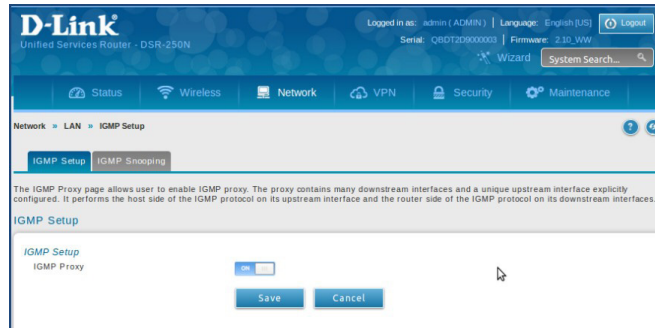 D-Link
Logged in as: admin ( ADMIN ) | Language: English [US] Logout
Unified Services Router - DSR-250N
Serial: QBDT2D9000003 | Firmware: 2.10_WW
Wizard System Search...
Status Wireless Network VPN Security Maintenance
Network » LAN » IGMP Setup
IGMP Setup IGMP Snooping
The IGMP Proxy page allows user to enable IGMP proxy. The proxy contains many downstream interfaces and a unique upstream interface explicitly
configured. It performs the host side of the IGMP protocol on its upstream interface and the router side of the IGMP protocol on its downstream interfaces.
IGMP Setup
IGMP Setup
IGMP Proxy ON
Save Cancel